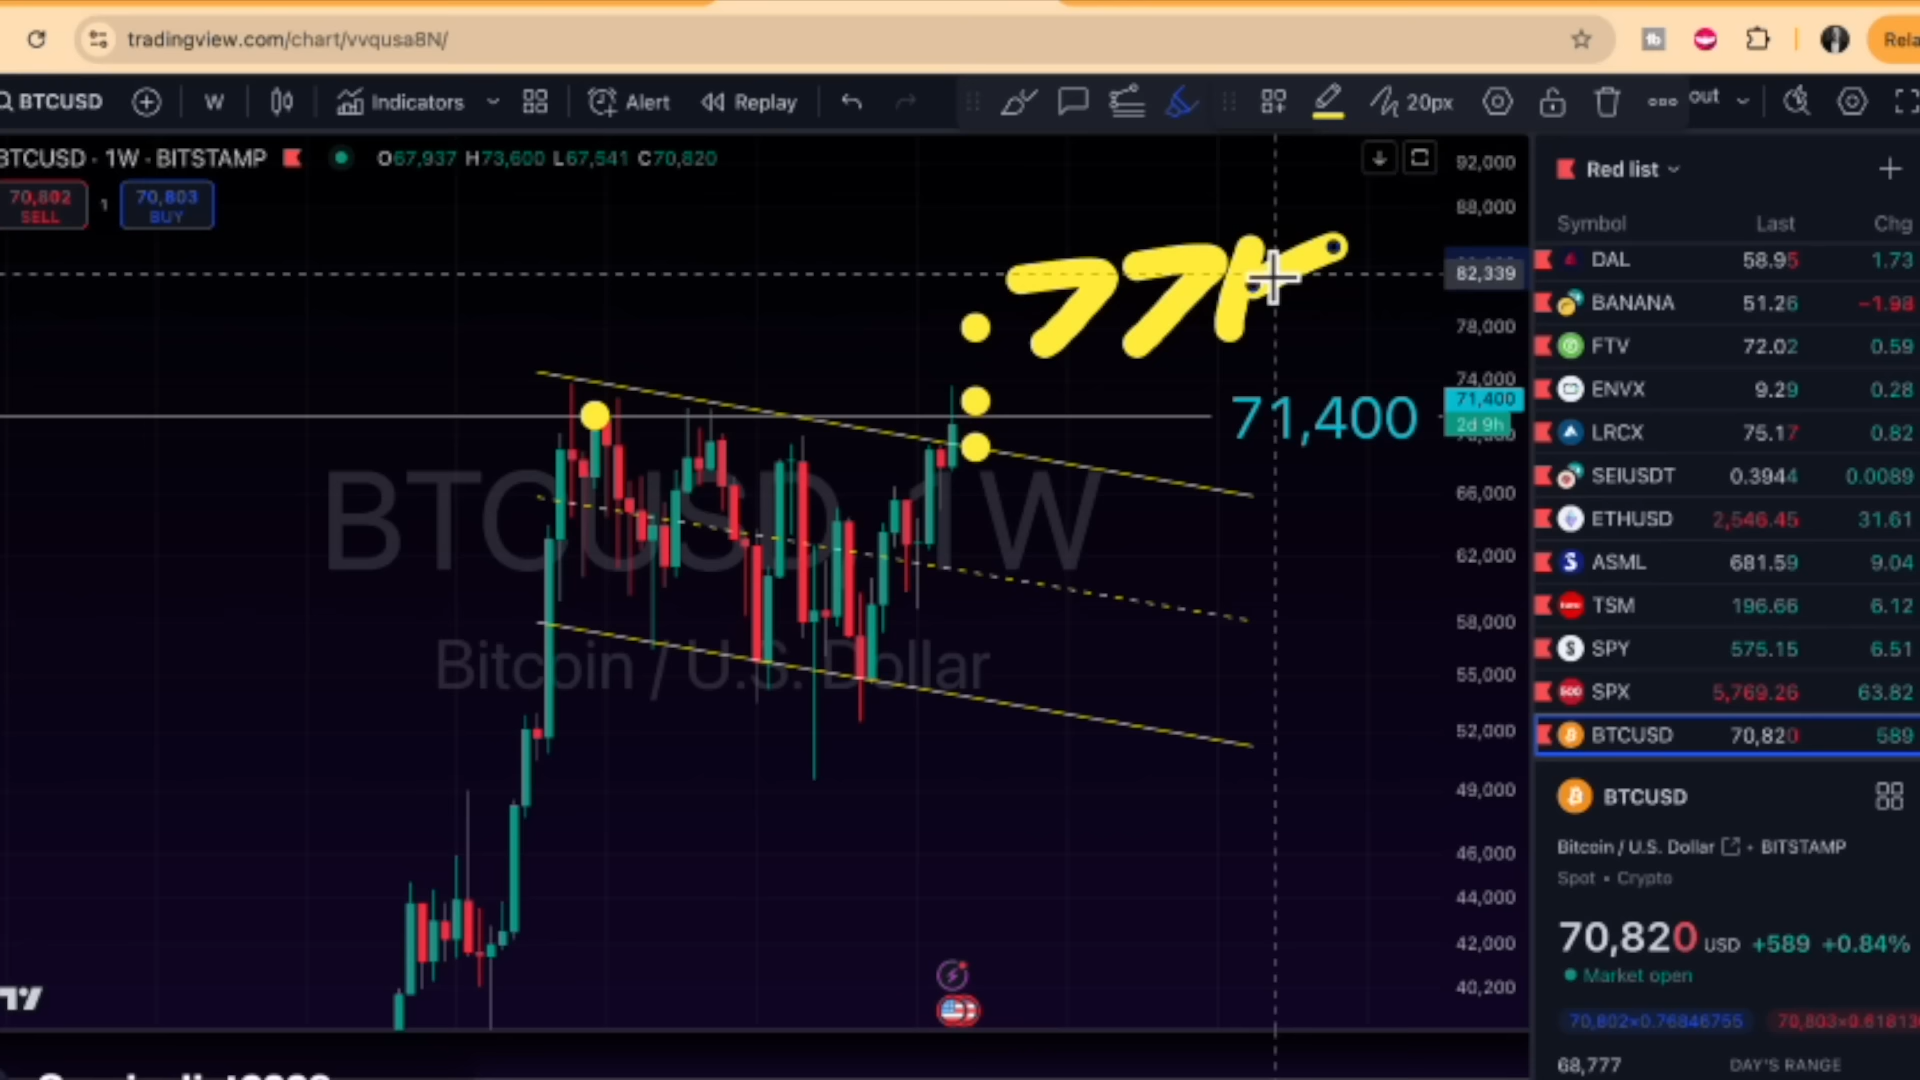 tradingview.com/chart/vvqusa8N/
Rela
BTCUSD W Indicators Alert Replay 20px out
BTCUSD · 1W · BITSTAMP O67,937 H73,600 L67,541 C70,820
70,802 SELL 1 70,803 BUY
77K
71,400
BTCUSD 1W
Bitcoin / U.S. Dollar
92,000
88,000
82,339
78,000
74,000
71,400
2d 9h
66,000
62,000
58,000
55,000
52,000
49,000
46,000
44,000
42,000
40,200
Red list
Symbol Last Chg
DAL 58.95 1.73
BANANA 51.26 −1.98
FTV 72.02 0.59
ENVX 9.29 0.28
LRCX 75.17 0.82
SEIUSDT 0.3944 0.0089
ETHUSD 2,546.45 31.61
ASML 681.59 9.04
TSM 196.66 6.12
SPY 575.15 6.51
500 SPX 5,769.26 63.82
BTCUSD 70,820 589
BTCUSD
Bitcoin / U.S. Dollar • BITSTAMP
Spot • Crypto
70,820 USD +589 +0.84%
Market open
70,802×0.76846755
68,777 DAY'S RANGE